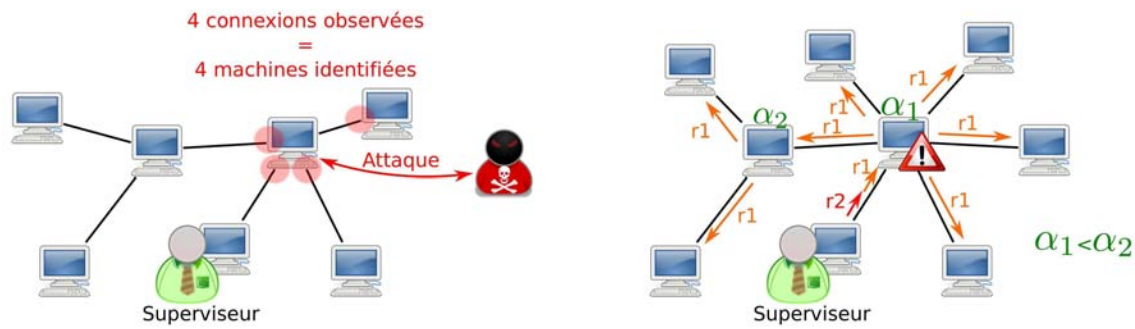 4 connexions observées
=
4 machines identifiées
Attaque
Superviseur
r1
α2
r1
r1
α1
r1
r1
r1
r2
r1
r1
r1
α1<α2
Superviseur